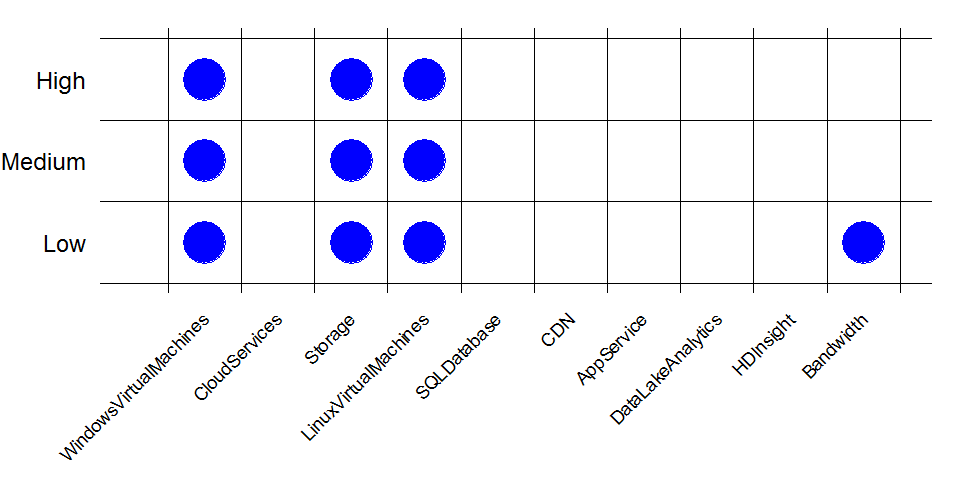 High
Medium
Low
WindowsVirtualMachines
CloudServices
Storage
LinuxVirtualMachines
SQLDatabase
CDN
AppService
DataLakeAnalytics
HDInsight
Bandwidth